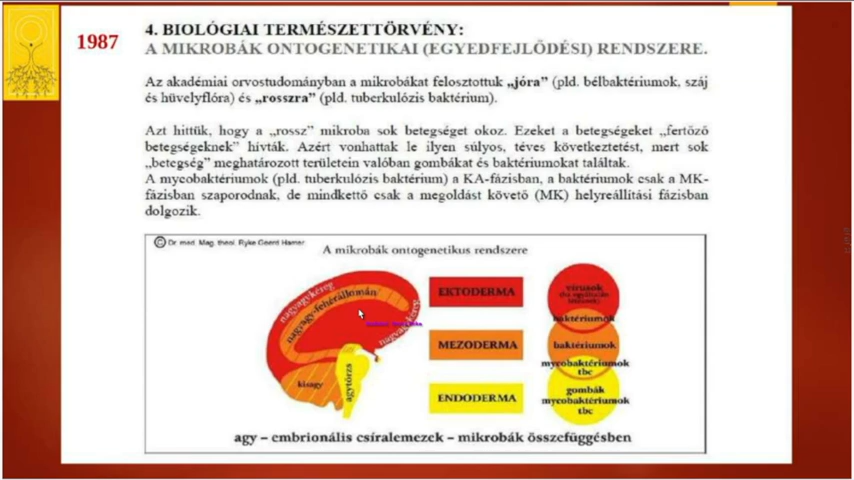 1987
4. BIOLÓGIAI TERMÉSZETTÖRVÉNY:
A MIKROBÁK ONTOGENETIKAI (EGYEDFEJLŐDÉSI) RENDSZERE.
Az akadémiai orvostudományban a mikrobákat felosztottuk „jóra” (pld. bélbaktériumok, száj
és hüvelyflóra) és „rosszra” (pld. tuberkulózis baktérium).
Azt hittük, hogy a „rossz” mikroba sok betegséget okoz. Ezeket a betegségeket „fertőző
betegségeknek” hívták. Azért vonhattak le ilyen súlyos, téves következtetést, mert sok
„betegség” meghatározott területein valóban gombákat és baktériumokat találtak.
A mycobaktériumok (pld. tuberkulózis baktérium) a KA-fázisban, a baktériumok csak a MK-
fázisban szaporodnak, de mindkettő csak a megoldást követő (MK) helyreállítási fázisban
dolgozik.
© Dr. med. Mag. theol. Ryke Geerd Hamer
A mikrobák ontogenetikus rendszere
nagyagykéreg
nagyagy-fehérállomány
nagyagykéreg
kisagy
agytörzs
EKTODERMA
MEZODERMA
ENDODERMA
vírusok
baktériumok
baktériumok
mycobaktériumok
tbc
gombák
mycobaktériumok
tbc
agy – embrionális csíralemezek – mikrobák összefüggésben